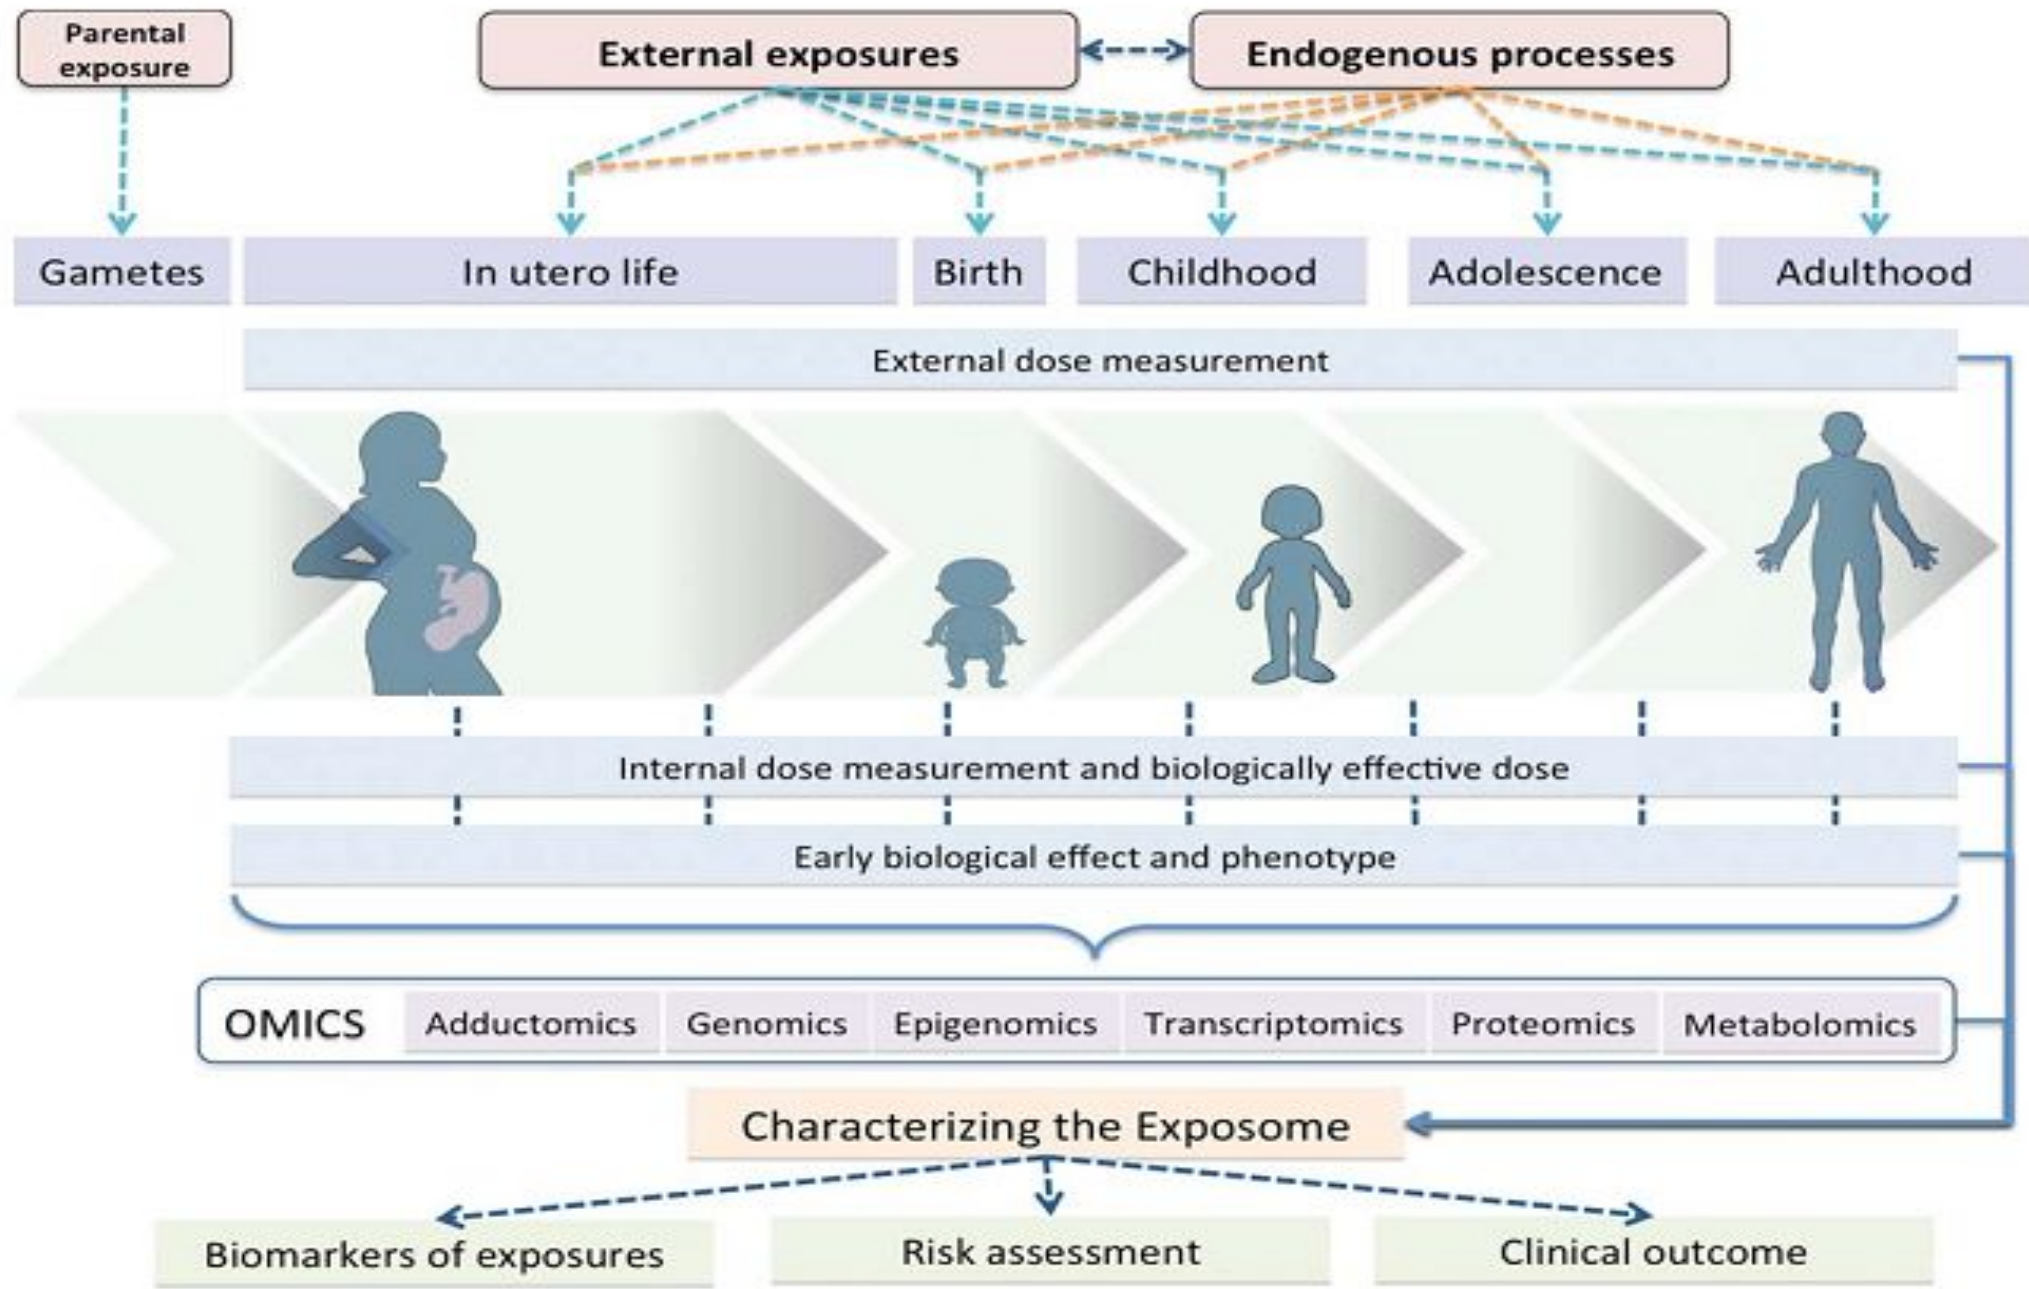 Parental
exposure
External exposures
Endogenous processes
Gametes
In utero life
Birth
Childhood
Adolescence
Adulthood
External dose measurement
Internal dose measurement and biologically effective dose
Early biological effect and phenotype
OMICS
Adductomics
Genomics
Epigenomics
Transcriptomics
Proteomics
Metabolomics
Characterizing the Exposome
Biomarkers of exposures
Risk assessment
Clinical outcome